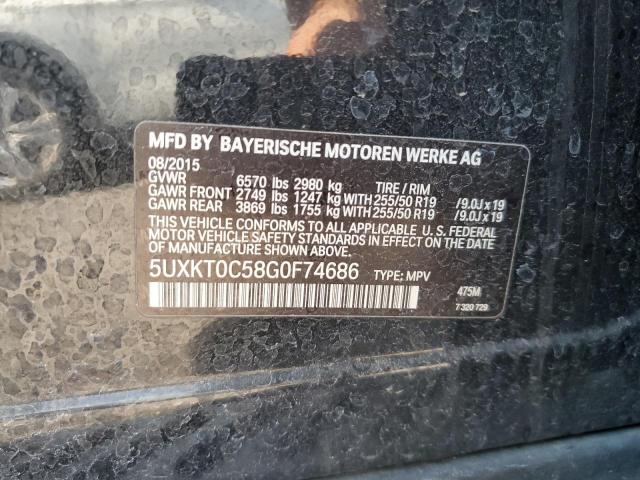 MFD BY BAYERISCHE MOTOREN WERKE AG
08/2015
GVWR 6570 lbs 2980 kg TIRE / RIM
GAWR FRONT 2749 lbs 1247 kg WITH 255/50 R19 /9.0J x 19
GAWR REAR 3869 lbs 1755 kg WITH 255/50 R19 /9.0J x 19
THIS VEHICLE CONFORMS TO ALL APPLICABLE U.S. FEDERAL
MOTOR VEHICLE SAFETY STANDARDS IN EFFECT ON THE DATE
OF MANUFACTURE SHOWN ABOVE.
5UXKT0C58G0F74686 TYPE: MPV
475M
7 320 729